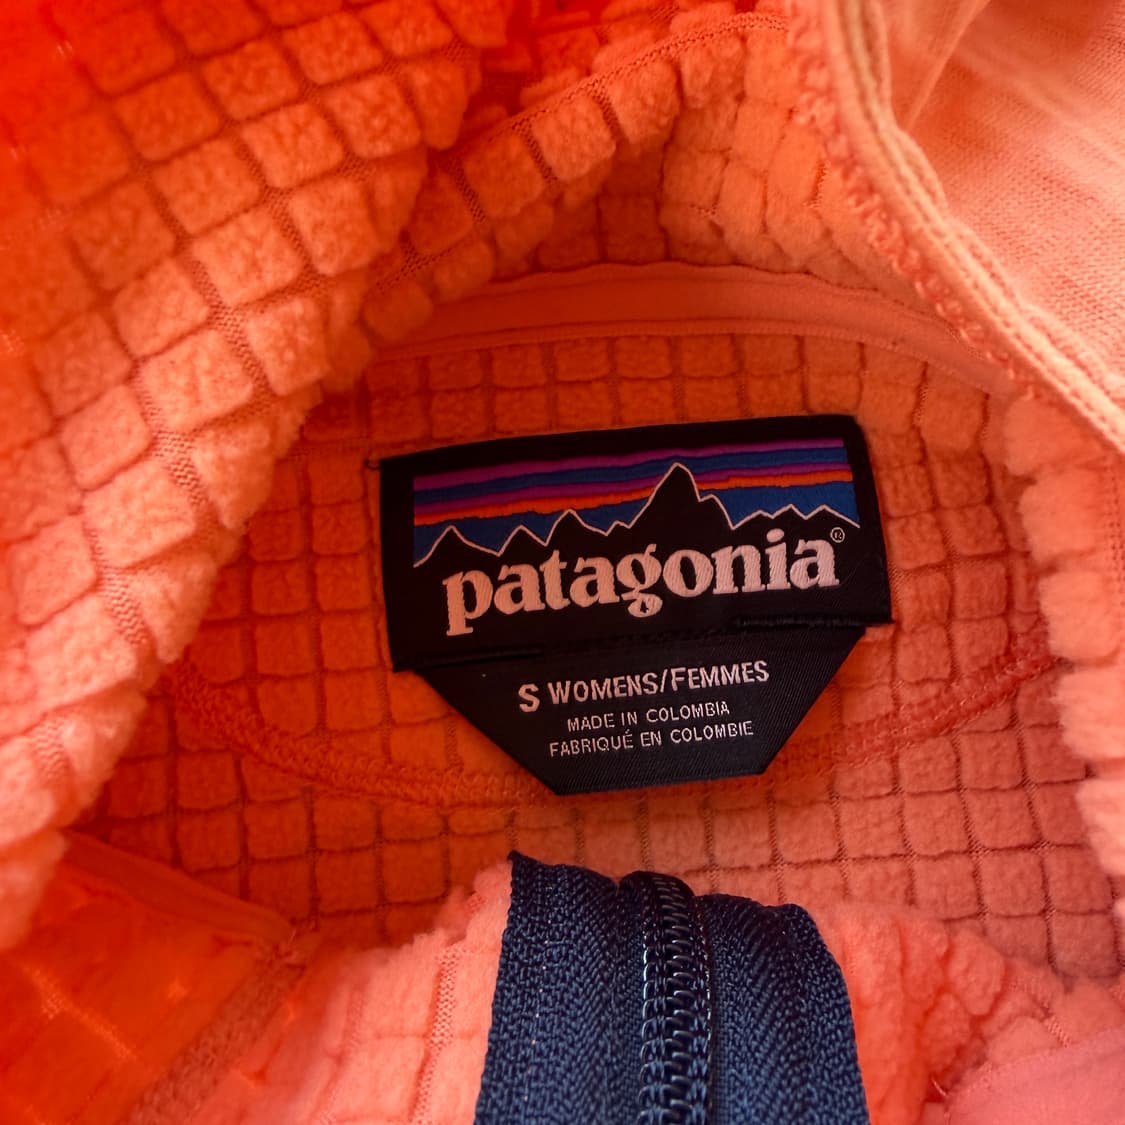 patagonia®
S WOMENS/FEMMES
MADE IN COLOMBIA
FABRIQUÉ EN COLOMBIE